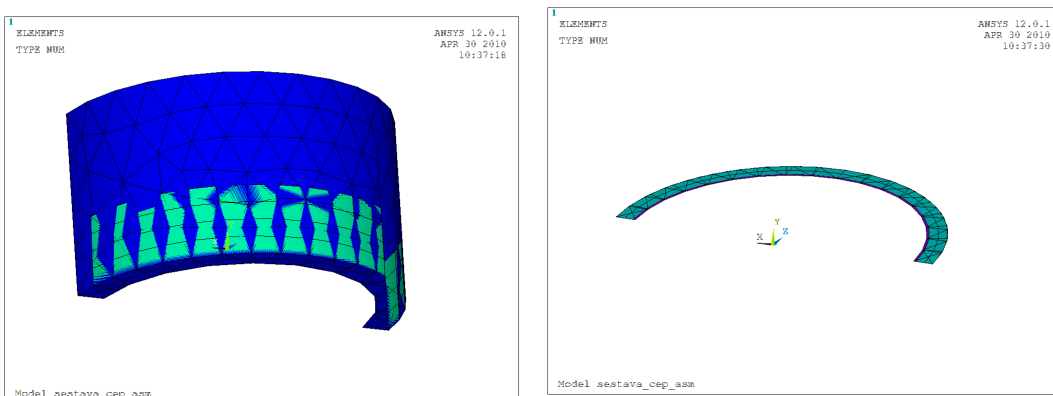 1
ELEMENTS
TYPE NUM
ANSYS 12.0.1
APR 30 2010
10:37:18
Model sestava_cep_asm
1
ELEMENTS
TYPE NUM
ANSYS 12.0.1
APR 30 2010
10:37:30
X
Y
Z
Model sestava_cep_asm